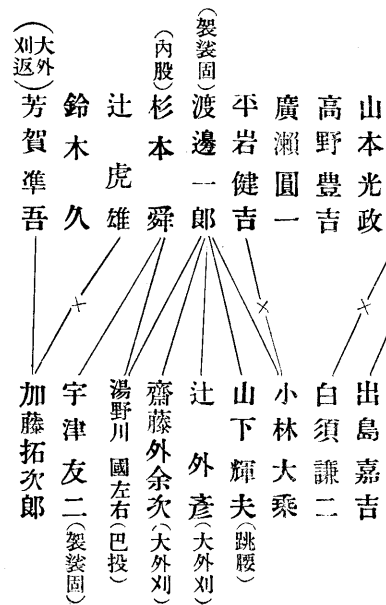 山本光政
高野豊吉
廣瀨圓一
平岩健吉
(袈裟固)渡邊一郎
(內股)杉本舜
辻虎雄
鈴木久
(大外刈返)芳賀準吾
出島嘉吉
白須謙二
小林大乘
山下輝夫(跳腰)
辻外彥(大外刈)
齋藤外余次(大外刈)
湯野川國左右(巴投)
宇津友二(袈裟固)
加藤拓次郎